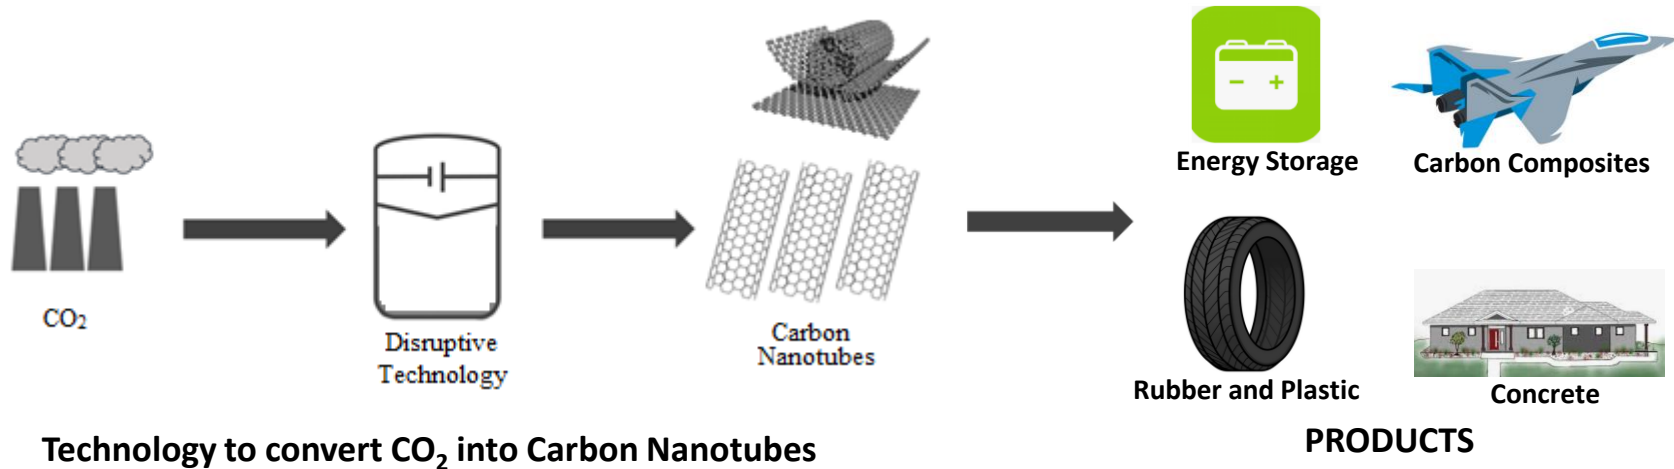 CO₂
Disruptive
Technology
Carbon
Nanotubes
Energy Storage
Carbon Composites
Rubber and Plastic
Concrete
Technology to convert CO₂ into Carbon Nanotubes
PRODUCTS